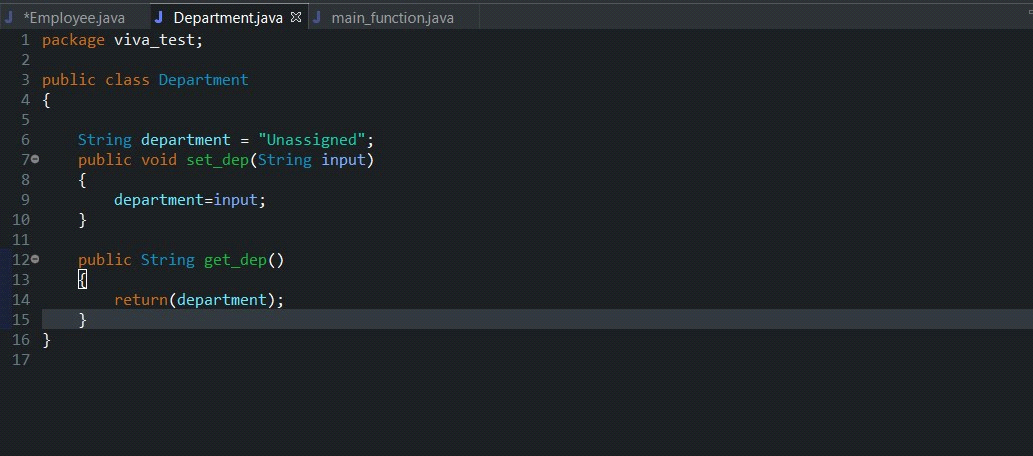 *Employee.java Department.java main_function.java
1 package viva_test;
2
3 public class Department
4 {
5
6 String department = "Unassigned";
7 public void set_dep(String input)
8 {
9 department=input;
10 }
11
12 public String get_dep()
13 {
14 return(department);
15 }
16 }
17